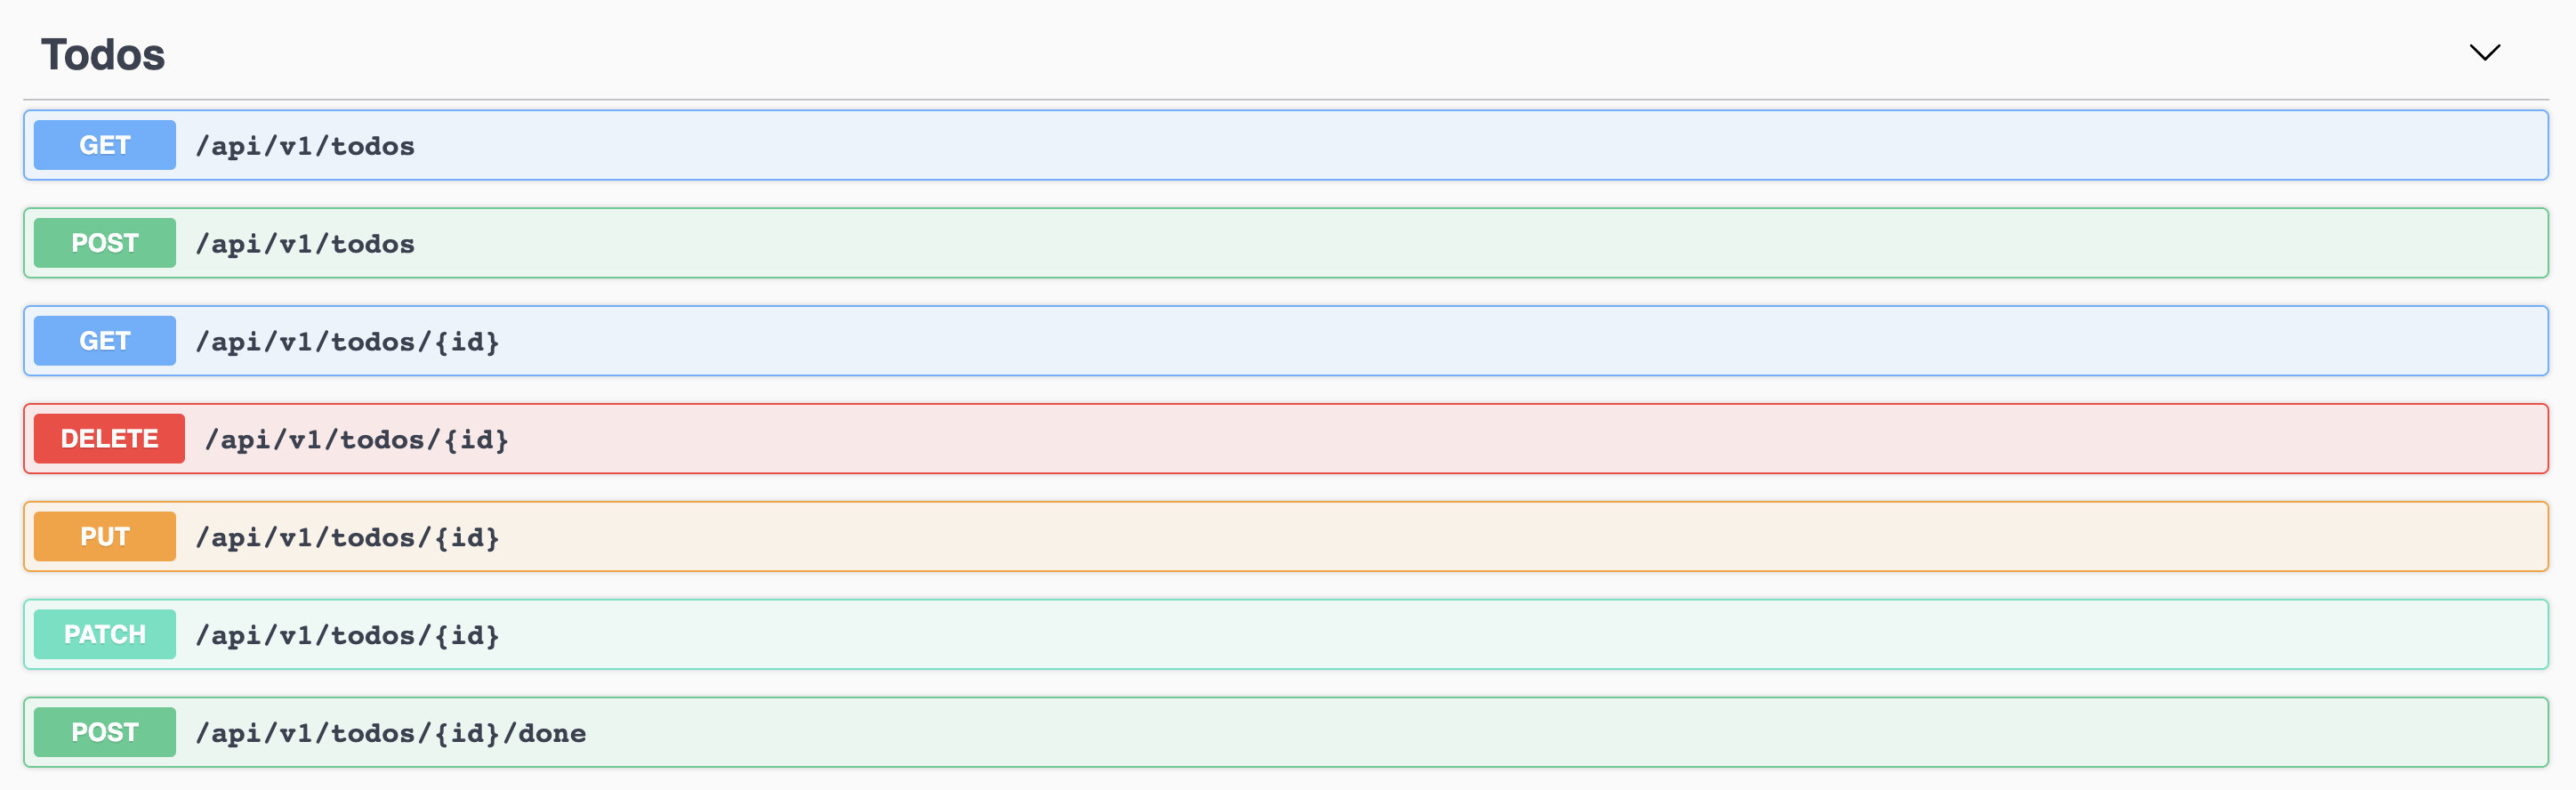 Todos
GET /api/v1/todos
POST /api/v1/todos
GET /api/v1/todos/{id}
DELETE /api/v1/todos/{id}
PUT /api/v1/todos/{id}
PATCH /api/v1/todos/{id}
POST /api/v1/todos/{id}/done